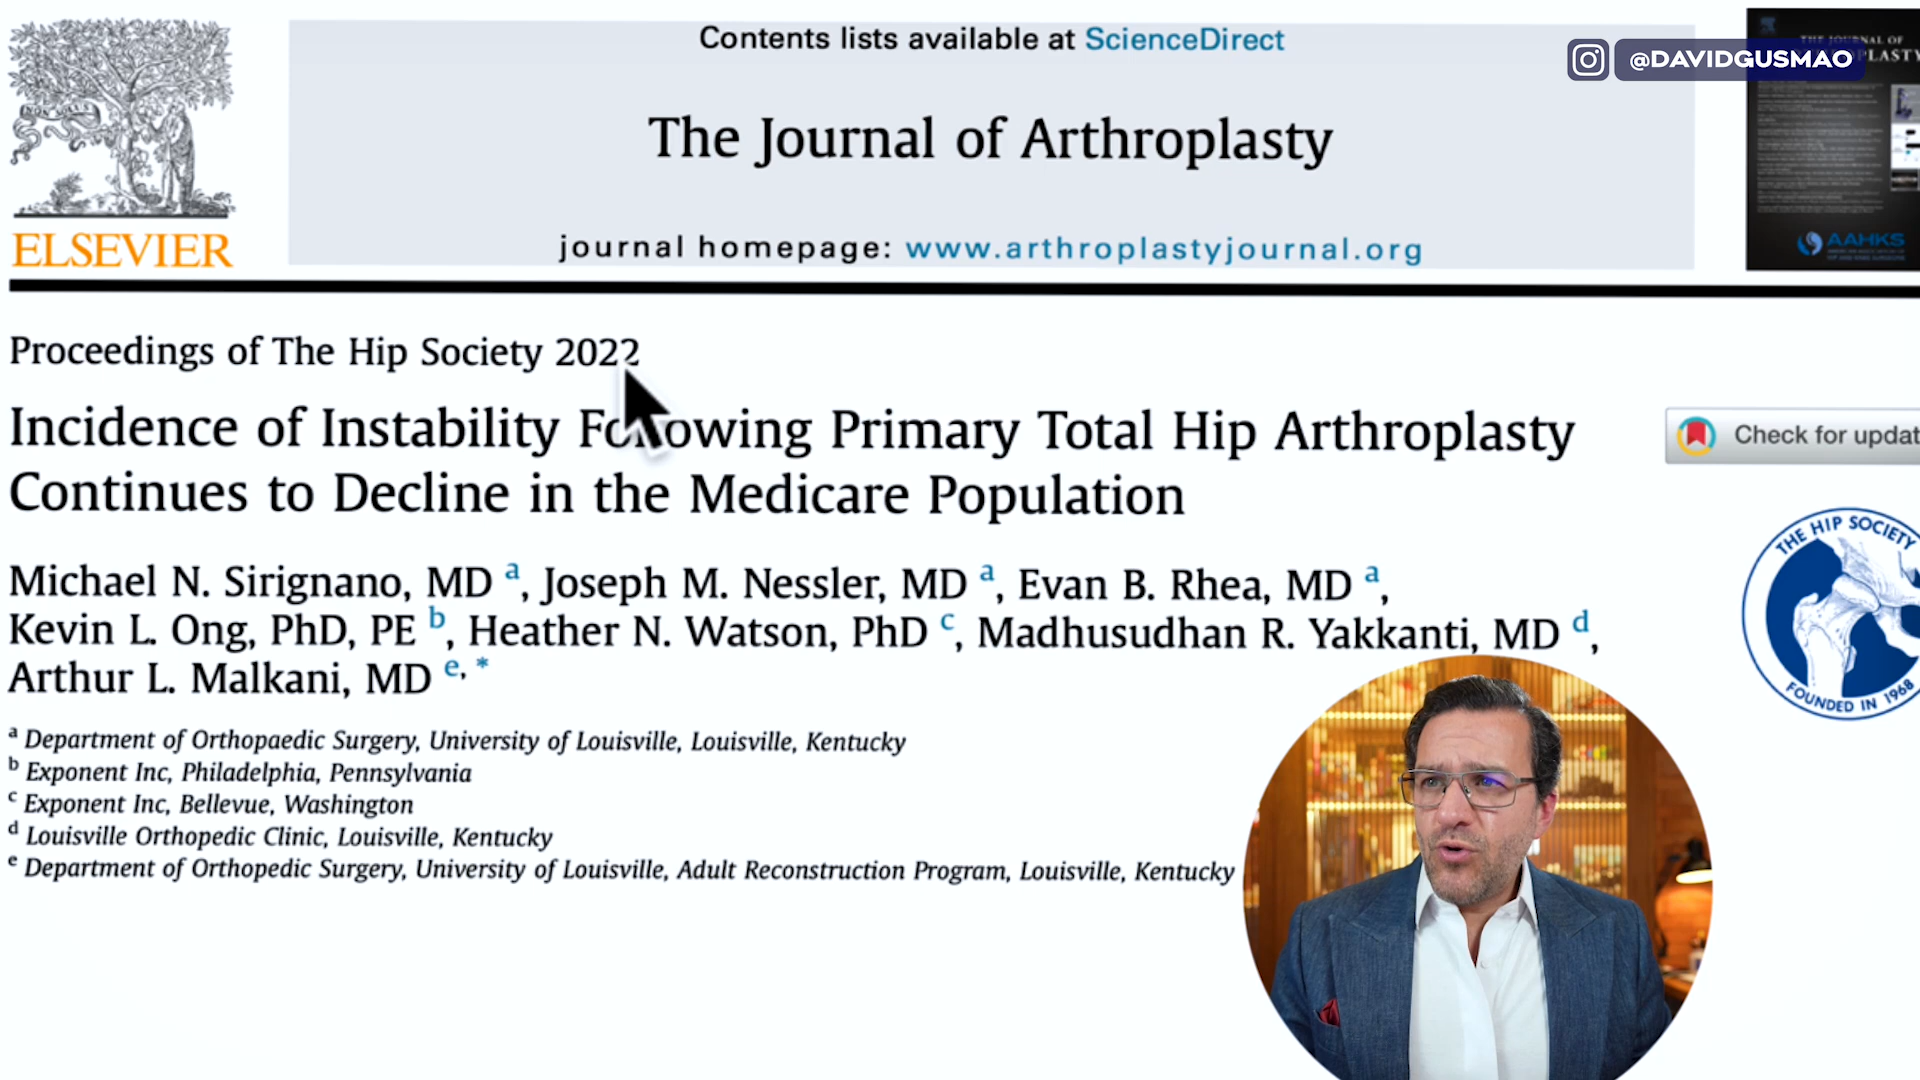 Contents lists available at ScienceDirect
@DAVIDGUSMAO
THE JOURNAL OF
The Journal of Arthroplasty
ELSEVIER
journal homepage: www.arthroplastyjournal.org
AAHKS
Proceedings of The Hip Society 2022
Incidence of Instability Following Primary Total Hip Arthroplasty
Continues to Decline in the Medicare Population
Check for updat
THE HIP SOCIETY
FOUNDED IN 1968
Michael N. Sirignano, MD a, Joseph M. Nessler, MD a, Evan B. Rhea, MD a,
Kevin L. Ong, PhD, PE b, Heather N. Watson, PhD c, Madhusudhan R. Yakkanti, MD d,
Arthur L. Malkani, MD e, *
a Department of Orthopaedic Surgery, University of Louisville, Louisville, Kentucky
b Exponent Inc, Philadelphia, Pennsylvania
c Exponent Inc, Bellevue, Washington
d Louisville Orthopedic Clinic, Louisville, Kentucky
e Department of Orthopedic Surgery, University of Louisville, Adult Reconstruction Program, Louisville, Kentucky